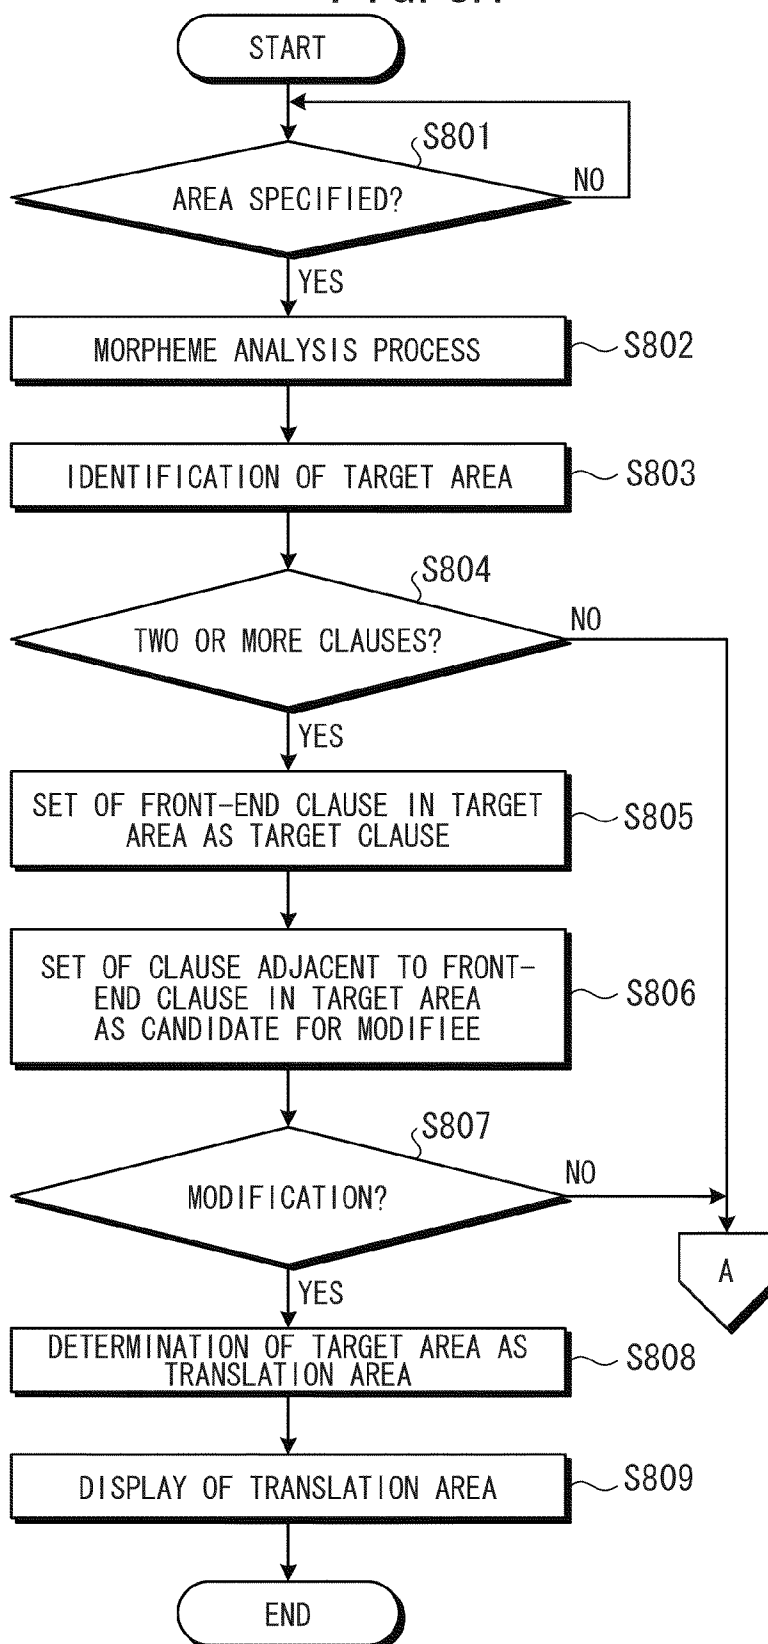 START
S801
AREA SPECIFIED?
NO
YES
MORPHEME ANALYSIS PROCESS
S802
IDENTIFICATION OF TARGET AREA
S803
S804
TWO OR MORE CLAUSES?
NO
YES
SET OF FRONT-END CLAUSE IN TARGET
AREA AS TARGET CLAUSE
S805
SET OF CLAUSE ADJACENT TO FRONT-
END CLAUSE IN TARGET AREA
AS CANDIDATE FOR MODIFIEE
S806
S807
MODIFICATION?
NO
A
YES
DETERMINATION OF TARGET AREA AS
TRANSLATION AREA
S808
DISPLAY OF TRANSLATION AREA
S809
END